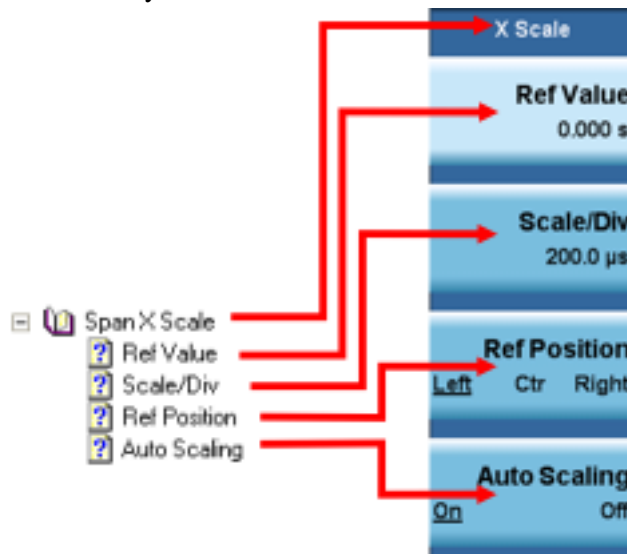 Span X Scale
Ref Value
Scale/Div
Ref Position
Auto Scaling
X Scale
Ref Value
0.000 s
Scale/Div
200.0 µs
Ref Position
Left Ctr Right
Auto Scaling
On Off